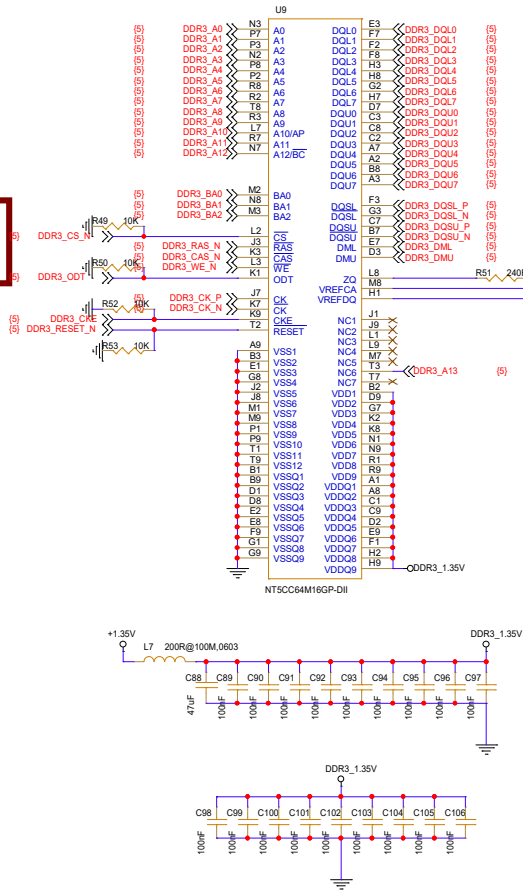 U9
{5} DDR3_A0 N3 A0 DQL0 E3 DDR3_DQL0 {5}
{5} DDR3_A1 P7 A1 DQL1 F7 DDR3_DQL1 {5}
{5} DDR3_A2 P3 A2 DQL2 F2 DDR3_DQL2 {5}
{5} DDR3_A3 N2 A3 DQL3 F8 DDR3_DQL3 {5}
{5} DDR3_A4 P8 A4 DQL4 H3 DDR3_DQL4 {5}
{5} DDR3_A5 P2 A5 DQL5 H8 DDR3_DQL5 {5}
{5} DDR3_A6 R8 A6 DQL6 G2 DDR3_DQL6 {5}
{5} DDR3_A7 R2 A7 DQL7 H7 DDR3_DQL7 {5}
{5} DDR3_A8 T8 A8 DQU0 D7 DDR3_DQU0 {5}
{5} DDR3_A9 R3 A9 DQU1 C3 DDR3_DQU1 {5}
{5} DDR3_A10 L7 A10/AP DQU2 C8 DDR3_DQU2 {5}
{5} DDR3_A11 R7 A11 DQU3 C2 DDR3_DQU3 {5}
{5} DDR3_A12 N7 A12/BC DQU4 A7 DDR3_DQU4 {5}
DQU5 A2 DDR3_DQU5 {5}
DQU6 B8 DDR3_DQU6 {5}
DQU7 A3 DDR3_DQU7 {5}
{5} DDR3_BA0 M2 BA0
{5} DDR3_BA1 N8 BA1 DQSL F3 DDR3_DQSL_P {5}
{5} DDR3_BA2 M3 BA2 DQSL G3 DDR3_DQSL_N {5}
R49 10K DQSU C7 DDR3_DQSU_P {5}
5} DDR3_CS_N L2 CS DQSU B7 DDR3_DQSU_N {5}
{5} DDR3_RAS_N J3 RAS DML E7 DDR3_DML {5}
{5} DDR3_CAS_N K3 CAS DMU D3 DDR3_DMU {5}
R50 10K {5} DDR3_WE_N L3 WE
5} DDR3_ODT K1 ODT ZQ L8 R51 240
VREFCA M8
{5} DDR3_CK_P J7 CK VREFDQ H1
R52 10K {5} DDR3_CK_N K7 CK
{5} DDR3_CKE K9 CKE NC1 J1
{5} DDR3_RESET_N T2 RESET NC2 J9
R53 10K NC3 L1
A9 VSS1 NC4 L9
B3 VSS2 NC5 M7
E1 VSS3 NC6 T3 DDR3_A13 {5}
G8 VSS4 NC7 T7
J2 VSS5 VDD1 B2
J8 VSS6 VDD2 D9
M1 VSS7 VDD3 G7
M9 VSS8 VDD4 K2
P1 VSS9 VDD5 K8
P9 VSS10 VDD6 N1
T1 VSS11 VDD7 N9
T9 VSS12 VDD8 R1
B1 VSSQ1 VDD9 R9
B9 VSSQ2 VDDQ1 A1
D1 VSSQ3 VDDQ2 A8
D8 VSSQ4 VDDQ3 C1
E2 VSSQ5 VDDQ4 C9
E8 VSSQ6 VDDQ5 D2
F9 VSSQ7 VDDQ6 E9
G1 VSSQ8 VDDQ7 F1
G9 VSSQ9 VDDQ8 H2
VDDQ9 H9 DDR3_1.35V
NT5CC64M16GP-DII
+1.35V DDR3_1.35V
L7 200R@100M,0603
C88 C89 C90 C91 C92 C93 C94 C95 C96 C97
47uF 100nF 100nF 100nF 100nF 100nF 100nF 100nF 100nF 100nF
DDR3_1.35V
C98 C99 C100 C101 C102 C103 C104 C105 C106
100nF 100nF 100nF 100nF 100nF 100nF 100nF 100nF 100nF